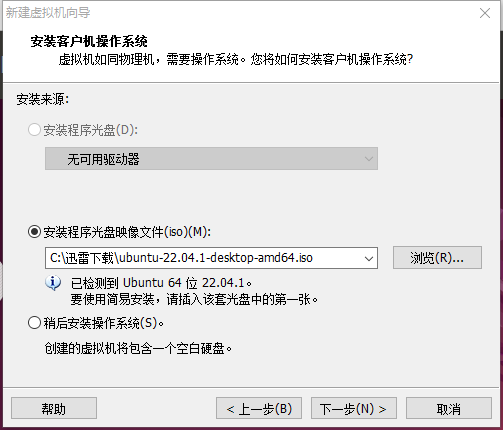 新建虚拟机向导
安装客户机操作系统
虚拟机如同物理机，需要操作系统。您将如何安装客户机操作系统？
安装来源:
安装程序光盘(D):
无可用驱动器
安装程序光盘映像文件(iso)(M):
C:\迅雷下载\ubuntu-22.04.1-desktop-amd64.iso
浏览(R)...
已检测到 Ubuntu 64 位 22.04.1。
要使用简易安装，请插入该套光盘中的第一张。
稍后安装操作系统(S)。
创建的虚拟机将包含一个空白硬盘。
帮助
< 上一步(B)
下一步(N) >
取消